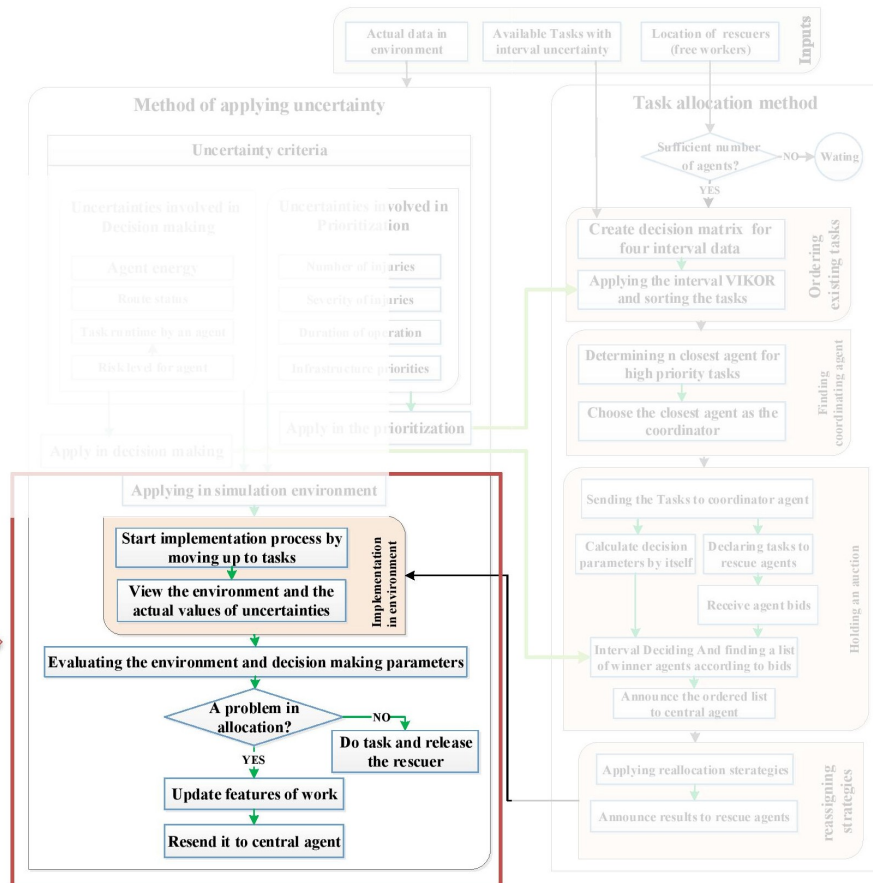 Actual data in
environment
Available Tasks with
interval uncertainty
Location of rescuers
(free workers)
Inputs
Method of applying uncertainty
Uncertainty criteria
Uncertainties involved in
Decision making
Agent energy
Route status
Task routime by an agent
Risk level for agent
Uncertainties involved in
Prioritization
Number of injuries
Severity of injuries
Duration of operation
Infrastructure priorities
Apply in the prioritization
Apply in decision making
Applying in simulation environment
Start implementation process by
moving up to tasks
View the environment and the
actual values of uncertainties
Implementation
in environment
Evaluating the environment and decision making parameters
A problem in
allocation?
NO
Do task and release
the rescuer
YES
Update features of work
Resend it to central agent
Task allocation method
Sufficient number
of agents?
NO
Wating
YES
Create decision matrix for
four interval data
Applying the interval VIKOR
and sorting the tasks
Ordering
existing tasks
Determining n closest agent for
high priority tasks
Choose the closest agent as the
coordinator
Finding
coordinating agent
Sending the Tasks to coordinator agent
Calculate decision
parameters by itself
Declaring tasks to
rescue agents
Receive agent bids
Interval Deciding And finding a list
of winner agents according to bids
Announce the ordered list
to central agent
Holding an auction
Applying reallocation sterategies
Announce results to rescue agents
reassigning
strategies